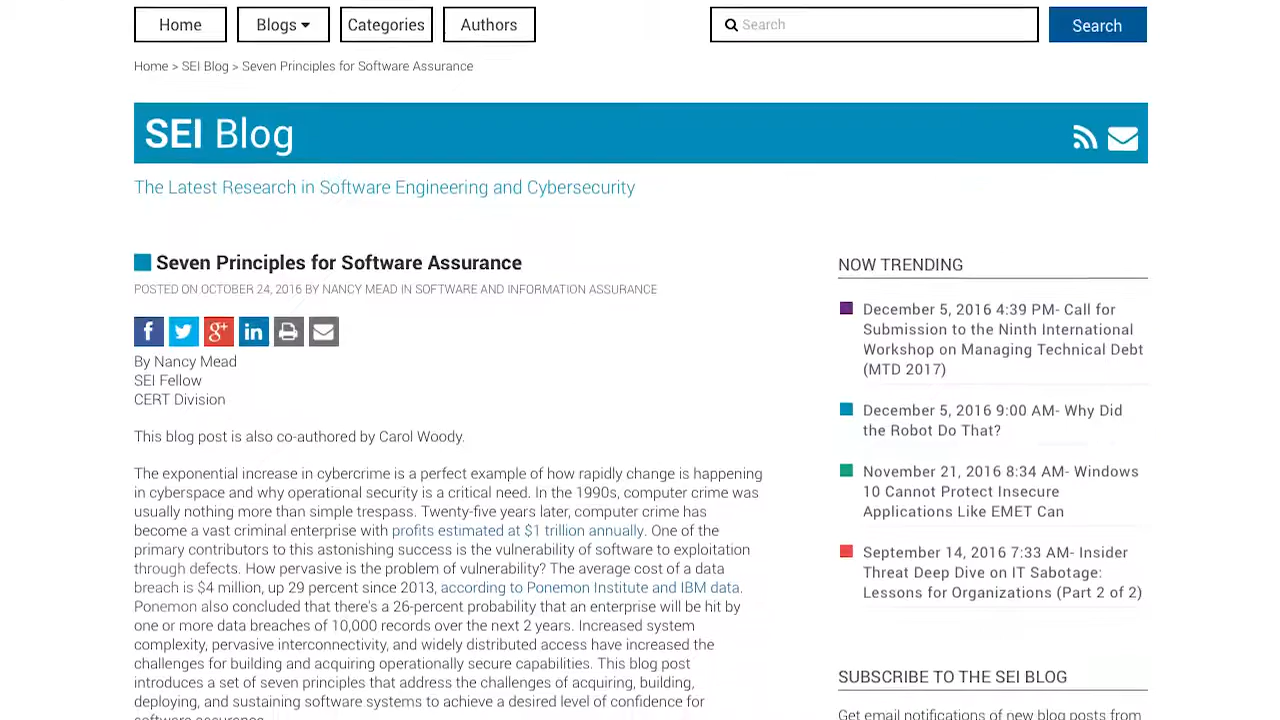 Home Blogs Categories Authors Search Search
Home > SEI Blog > Seven Principles for Software Assurance
SEI Blog
The Latest Research in Software Engineering and Cybersecurity
Seven Principles for Software Assurance
POSTED ON OCTOBER 24, 2016 BY NANCY MEAD IN SOFTWARE AND INFORMATION ASSURANCE
By Nancy Mead
SEI Fellow
CERT Division
This blog post is also co-authored by Carol Woody.
The exponential increase in cybercrime is a perfect example of how rapidly change is happening
in cyberspace and why operational security is a critical need. In the 1990s, computer crime was
usually nothing more than simple trespass. Twenty-five years later, computer crime has
become a vast criminal enterprise with profits estimated at $1 trillion annually. One of the
primary contributors to this astonishing success is the vulnerability of software to exploitation
through defects. How pervasive is the problem of vulnerability? The average cost of a data
breach is $4 million, up 29 percent since 2013, according to Ponemon Institute and IBM data.
Ponemon also concluded that there's a 26-percent probability that an enterprise will be hit by
one or more data breaches of 10,000 records over the next 2 years. Increased system
complexity, pervasive interconnectivity, and widely distributed access have increased the
challenges for building and acquiring operationally secure capabilities. This blog post
introduces a set of seven principles that address the challenges of acquiring, building,
deploying, and sustaining software systems to achieve a desired level of confidence for
software assurance.
NOW TRENDING
December 5, 2016 4:39 PM- Call for
Submission to the Ninth International
Workshop on Managing Technical Debt
(MTD 2017)
December 5, 2016 9:00 AM- Why Did
the Robot Do That?
November 21, 2016 8:34 AM- Windows
10 Cannot Protect Insecure
Applications Like EMET Can
September 14, 2016 7:33 AM- Insider
Threat Deep Dive on IT Sabotage:
Lessons for Organizations (Part 2 of 2)
SUBSCRIBE TO THE SEI BLOG
Get email notifications of new blog posts from